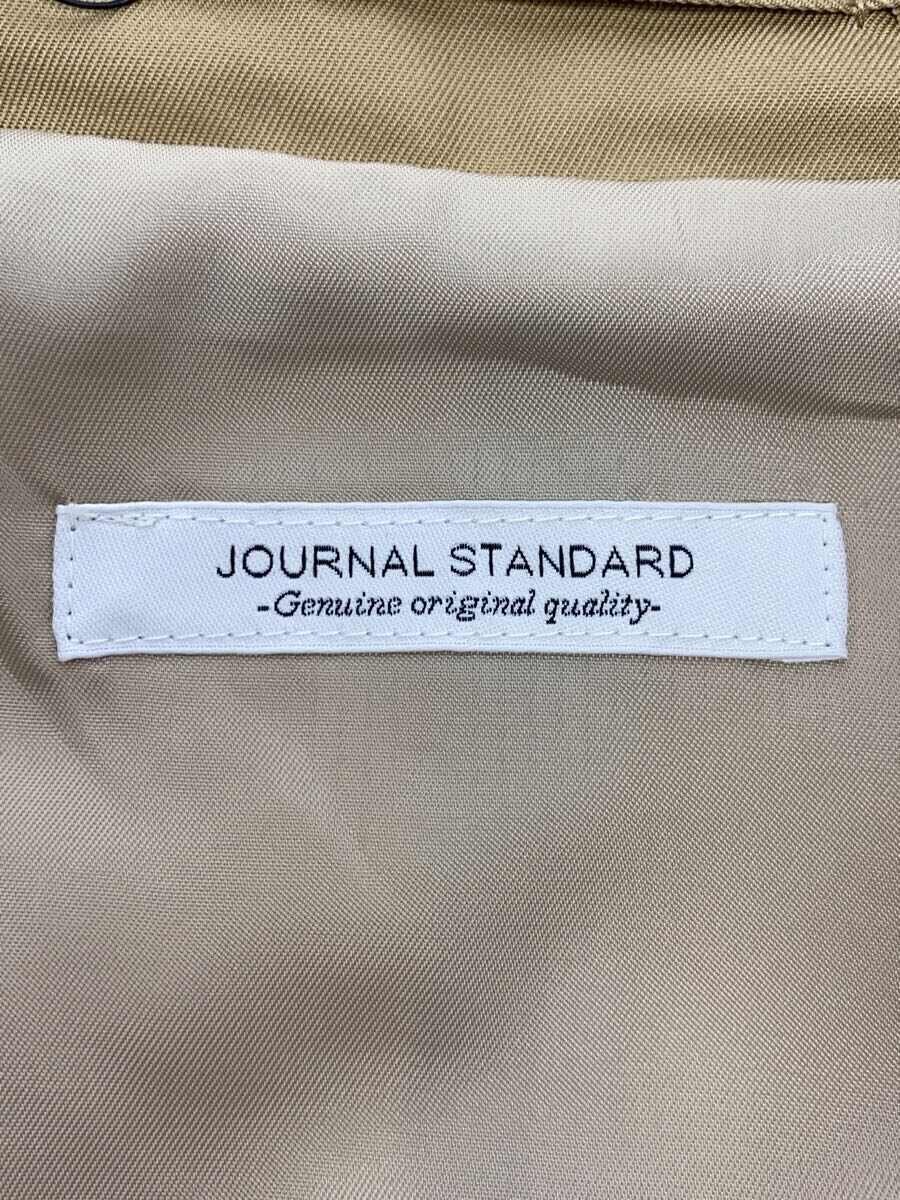 JOURNAL STANDARD
-Genuine original quality-